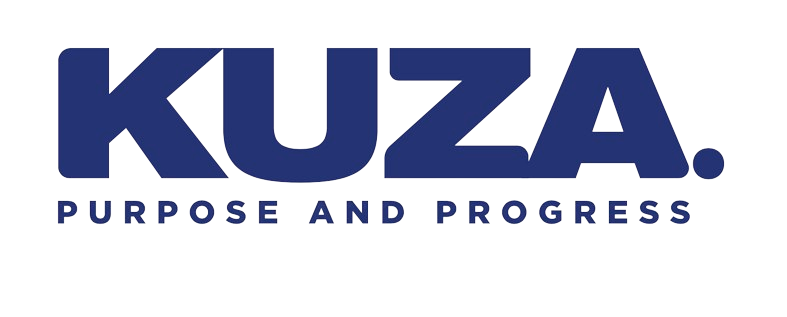 KUZA.
PURPOSE AND PROGRESS